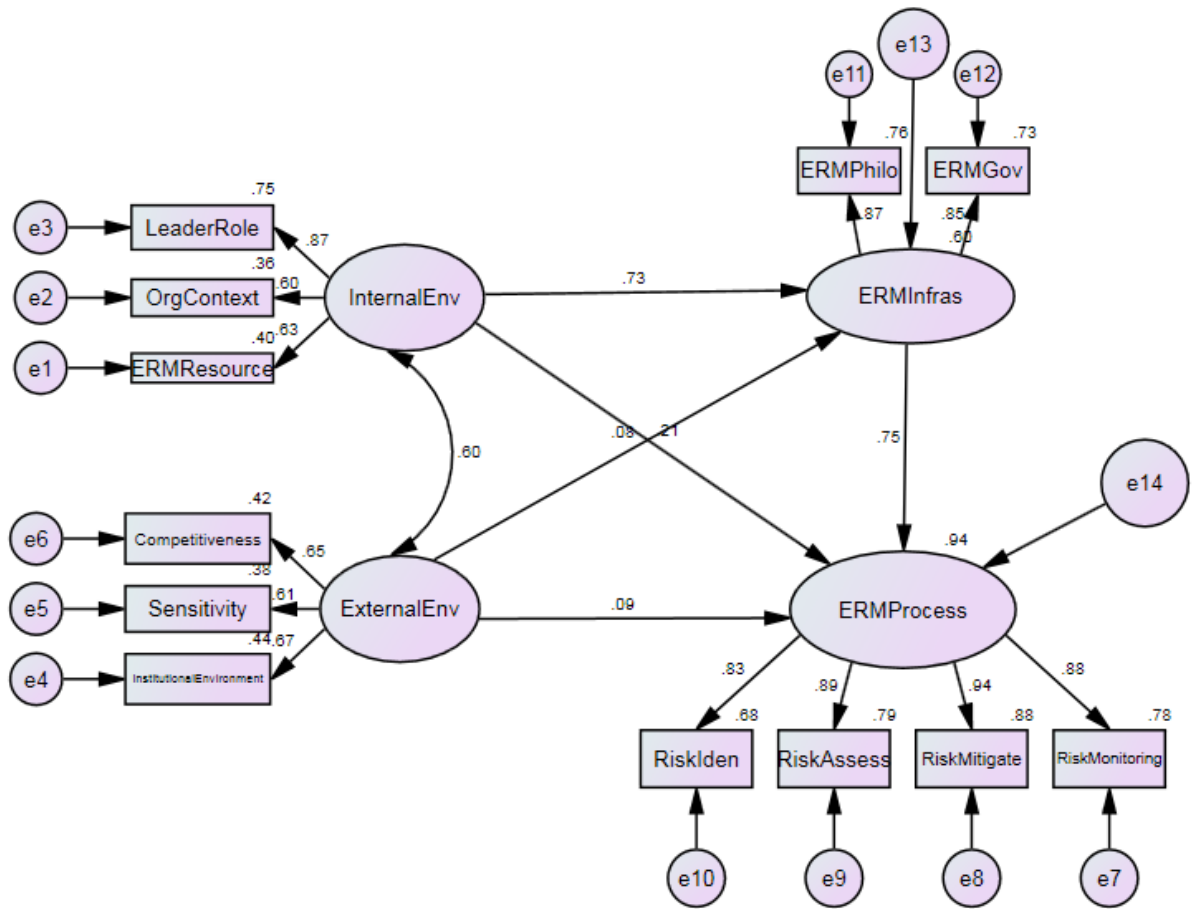 e13
e11
e12
.76
.73
ERMPhilo
ERMGov
.87
.85
.60
ERMInfras
.75
e3
LeaderRole
.87
.36
e2
OrgContext
.60
InternalEnv
.73
.40
.63
e1
ERMResource
.60
.08
.21
.75
e14
.42
e6
Competitiveness
.65
.38
e5
Sensitivity
.61
ExternalEnv
.09
.94
ERMProcess
.44
.67
e4
InstitutionalEnvironment
.83
.89
.94
.88
.68
.79
.88
.78
RiskIden
RiskAssess
RiskMitigate
RiskMonitoring
e10
e9
e8
e7